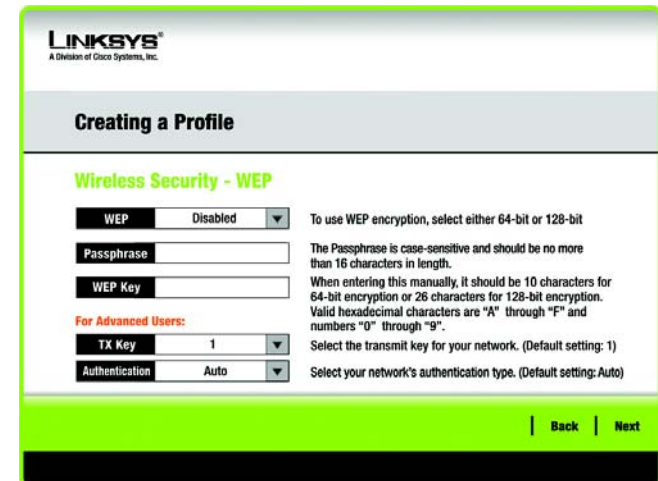 LINKSYS®
A Division of Cisco Systems, Inc.
Creating a Profile
Wireless Security - WEP
WEP Disabled To use WEP encryption, select either 64-bit or 128-bit
Passphrase The Passphrase is case-sensitive and should be no more
than 16 characters in length.
WEP Key When entering this manually, it should be 10 characters for
64-bit encryption or 26 characters for 128-bit encryption.
Valid hexadecimal characters are “A” through “F” and
numbers “0” through “9”.
For Advanced Users:
TX Key 1 Select the transmit key for your network. (Default setting: 1)
Authentication Auto Select your network's authentication type. (Default setting: Auto)
Back Next